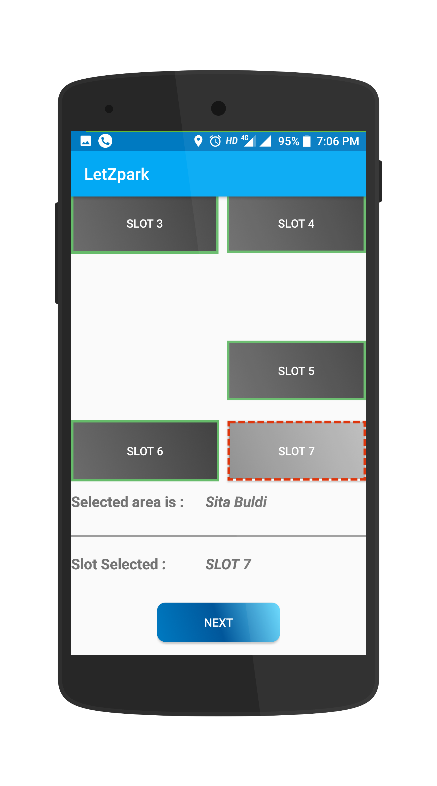 HD 4G 95% 7:06 PM
LetZpark
SLOT 3 SLOT 4
SLOT 5
SLOT 6 SLOT 7
Selected area is : Sita Buldi
Slot Selected : SLOT 7
NEXT